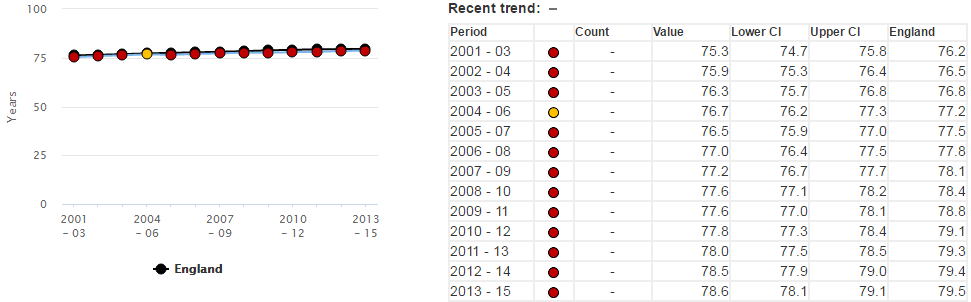 100
75
50
25
0
Years
2001 – 03
2004 – 06
2007 – 09
2010 – 12
2013 – 15
England
Recent trend: –
Period Count Value Lower CI Upper CI England
2001 - 03 - 75.3 74.7 75.8 76.2
2002 - 04 - 75.9 75.3 76.4 76.5
2003 - 05 - 76.3 75.7 76.8 76.8
2004 - 06 - 76.7 76.2 77.3 77.2
2005 - 07 - 76.5 75.9 77.0 77.5
2006 - 08 - 77.0 76.4 77.5 77.8
2007 - 09 - 77.2 76.7 77.7 78.1
2008 - 10 - 77.6 77.1 78.2 78.4
2009 - 11 - 77.6 77.0 78.1 78.8
2010 - 12 - 77.8 77.3 78.4 79.1
2011 - 13 - 78.0 77.5 78.5 79.3
2012 - 14 - 78.5 77.9 79.0 79.4
2013 - 15 - 78.6 78.1 79.1 79.5